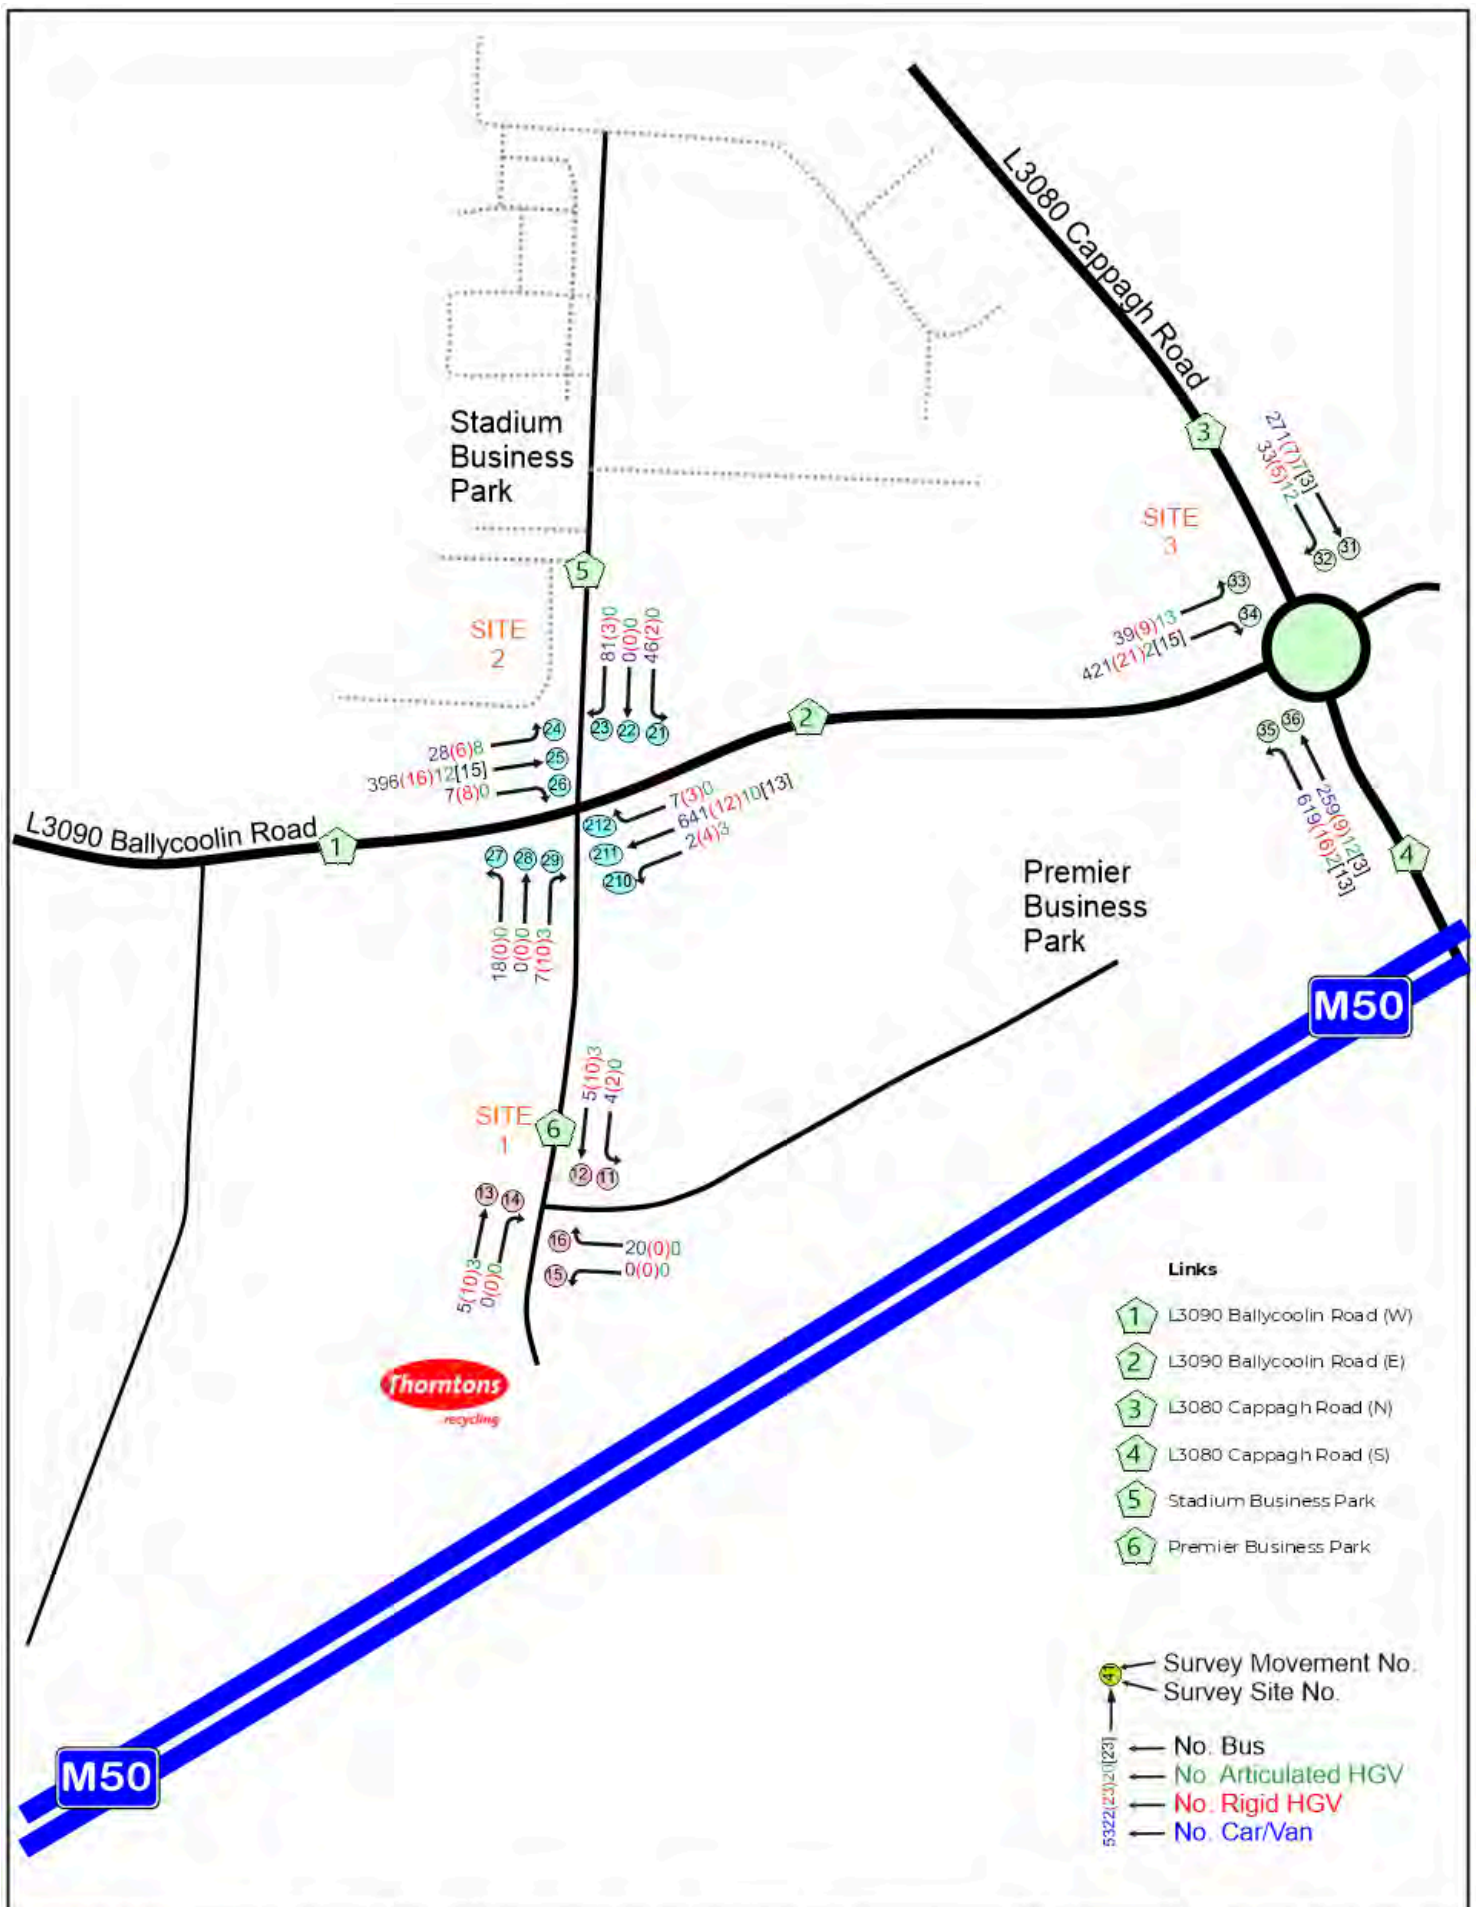 L3080 Cappagh Road
Stadium
Business
Park
3
271(7)7[3]
33(5)12
SITE
3
31
32
5
33
34
39(9)13
421(21)2[15]
SITE
2
81(3)0
0(0)0
46(2)0
24
23
22
21
2
35
36
28(6)8
396(16)12[15]
7(8)0
25
26
7(3)0
641(12)10[13]
2(4)3
259(9)12[3]
619(16)2[13]
L3090 Ballycoolin Road
1
212
211
210
4
27
28
29
Premier
Business
Park
18(0)0
0(0)0
7(10)3
M50
5(10)3
4(2)0
SITE
1
6
12
11
13
14
16
20(0)0
15
0(0)0
5(10)3
0(0)0
Thorntons
recycling
Links
1 L3090 Ballycoolin Road (W)
2 L3090 Ballycoolin Road (E)
3 L3080 Cappagh Road (N)
4 L3080 Cappagh Road (S)
5 Stadium Business Park
6 Premier Business Park
41
Survey Movement No.
Survey Site No.
5322(23)20[23]
No. Bus
No. Articulated HGV
No. Rigid HGV
No. Car/Van
M50